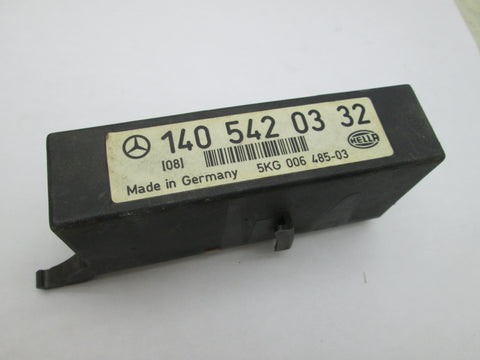 140 542 03 32
[08] 5KG 006 485-03
HELLA
Made in Germany